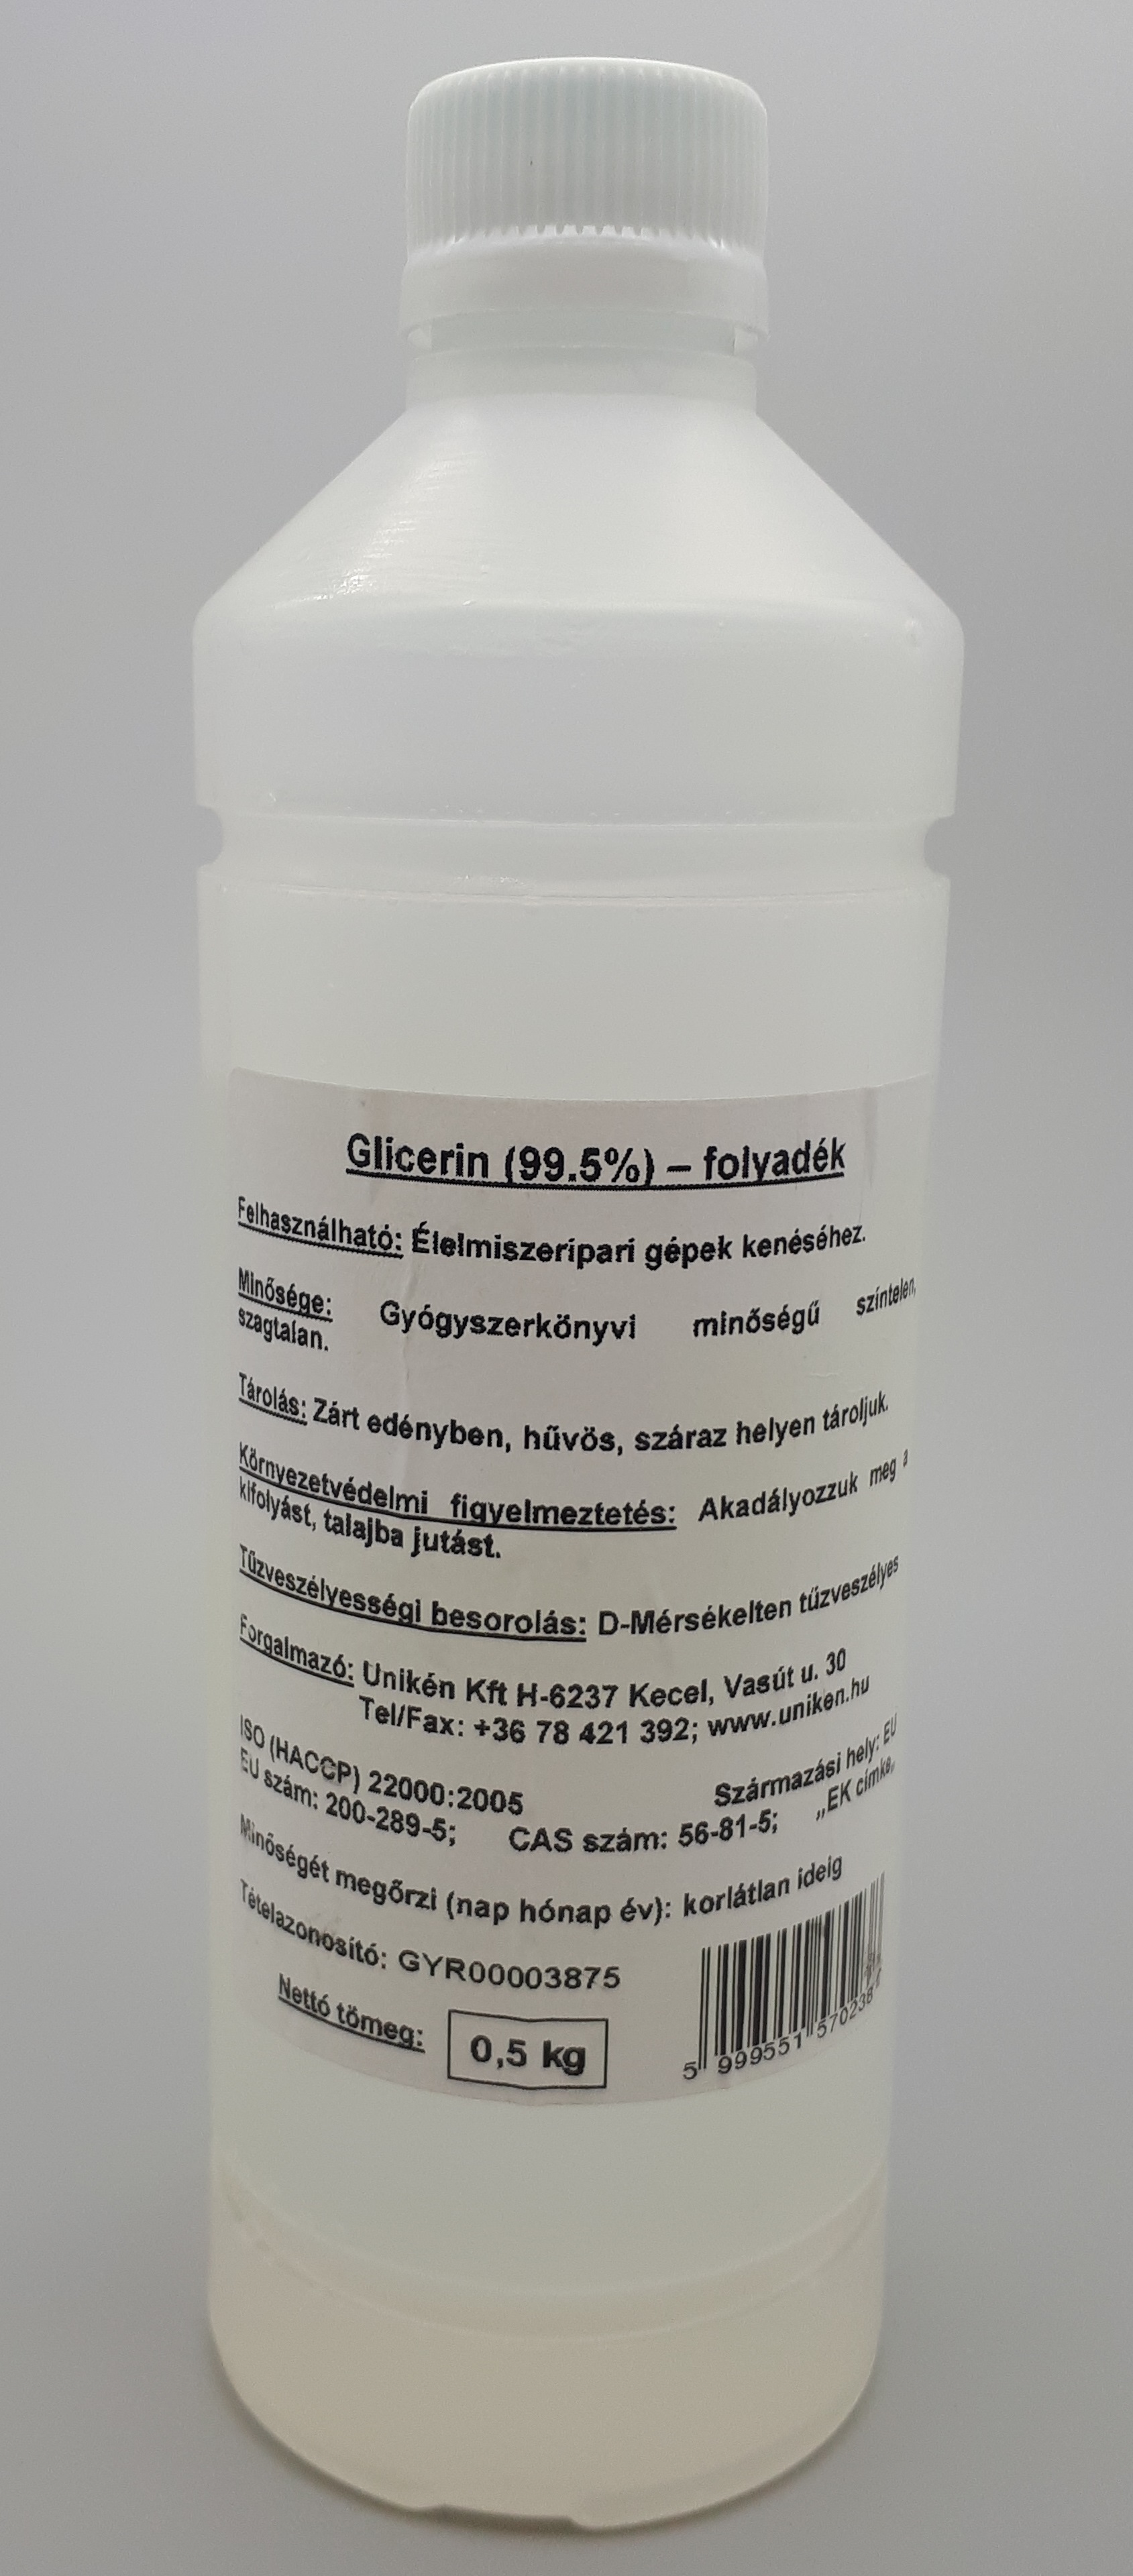 Glicerin (99.5%) – folyadék
Felhasználható: Élelmiszeripari gépek kenéséhez.
Minősége: Gyógyszerkönyvi minőségű színtelen,
szagtalan.
Tárolás: Zárt edényben, hűvös, száraz helyen tároljuk.
Környezetvédelmi figyelmeztetés: Akadályozzuk meg a
kifolyást, talajba jutást.
Tűzveszélyességi besorolás: D-Mérsékelten tűzveszélyes
Forgalmazó: Unikén Kft H-6237 Kecel, Vasút u. 30
Tel/Fax: +36 78 421 392; www.uniken.hu
ISO (HACCP) 22000:2005 Származási hely: EU
EU szám: 200-289-5; CAS szám: 56-81-5; „EK címke„
Minőségét megőrzi (nap hónap év): korlátlan ideig
Tételazonosító: GYR00003875
Nettó tömeg: 0,5 kg
5 999551 570238